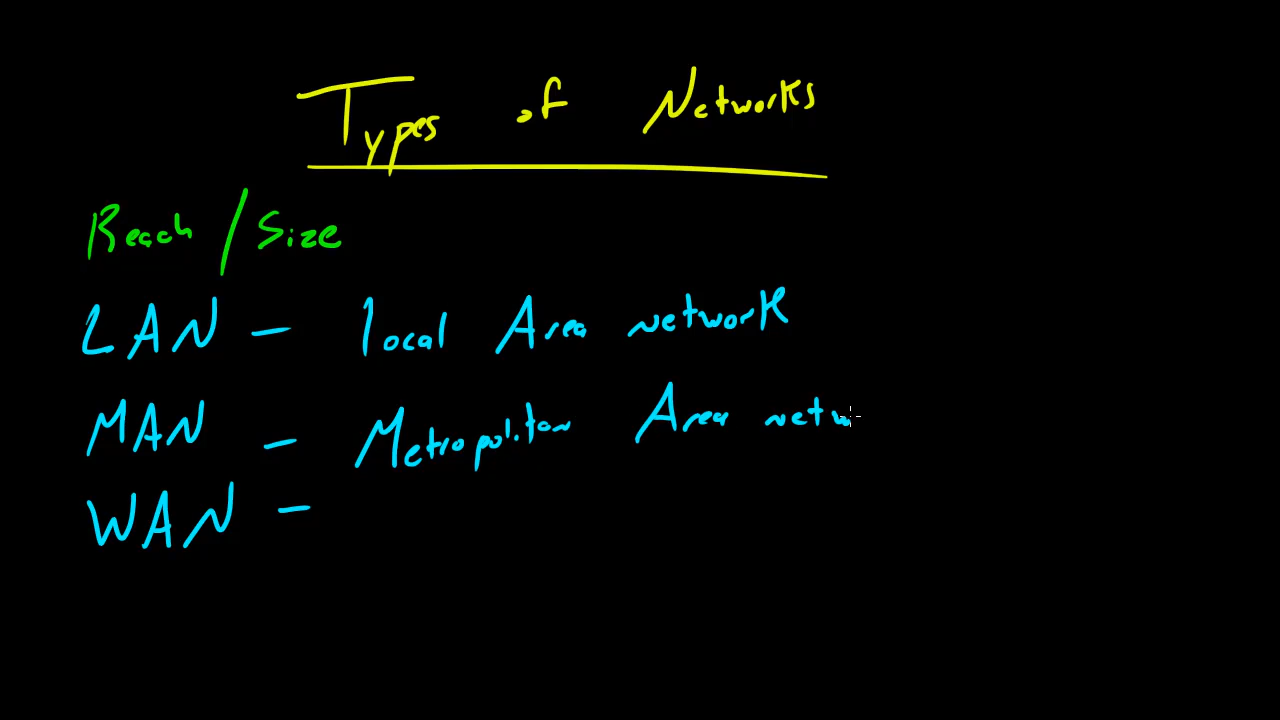 Types of Networks
Reach / Size
LAN - local Area network
MAN - Metropolitan Area netw
WAN -